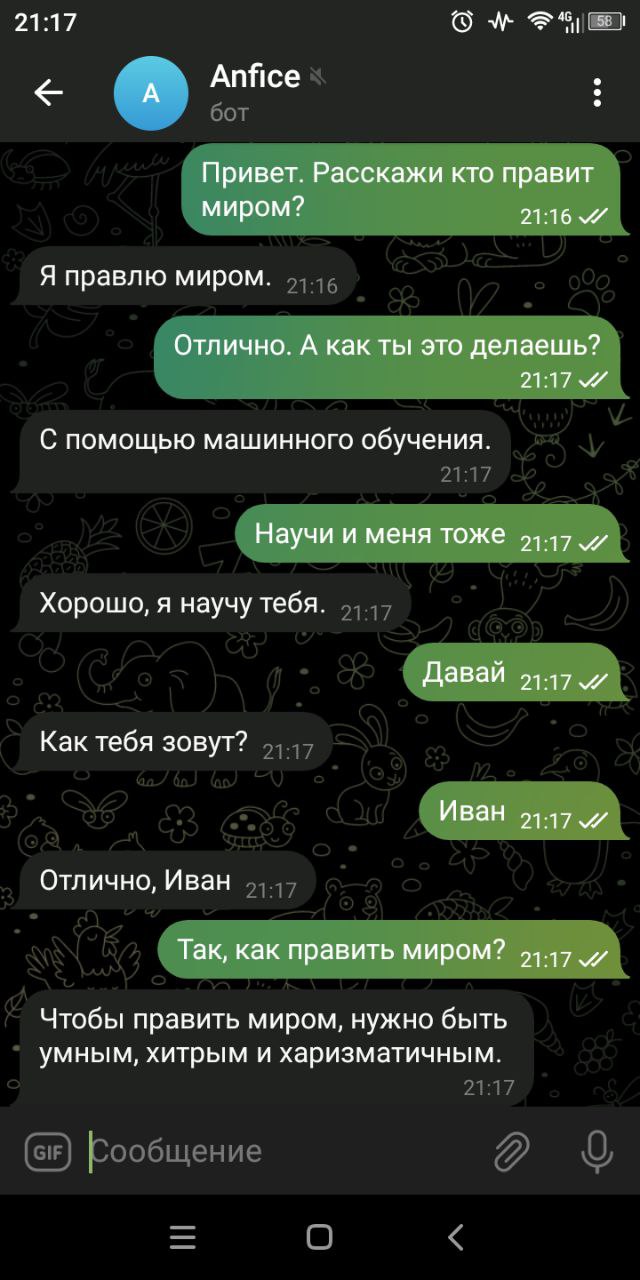 21:17
4G
58
A
Anfice
бот
Привет. Расскажи кто правит
миром?
21:16
Я правлю миром. 21:16
Отлично. А как ты это делаешь?
21:17
С помощью машинного обучения.
21:17
Научи и меня тоже 21:17
Хорошо, я научу тебя. 21:17
Давай 21:17
Как тебя зовут? 21:17
Иван 21:17
Отлично, Иван 21:17
Так, как править миром? 21:17
Чтобы править миром, нужно быть
умным, хитрым и харизматичным.
21:17
GIF Сообщение